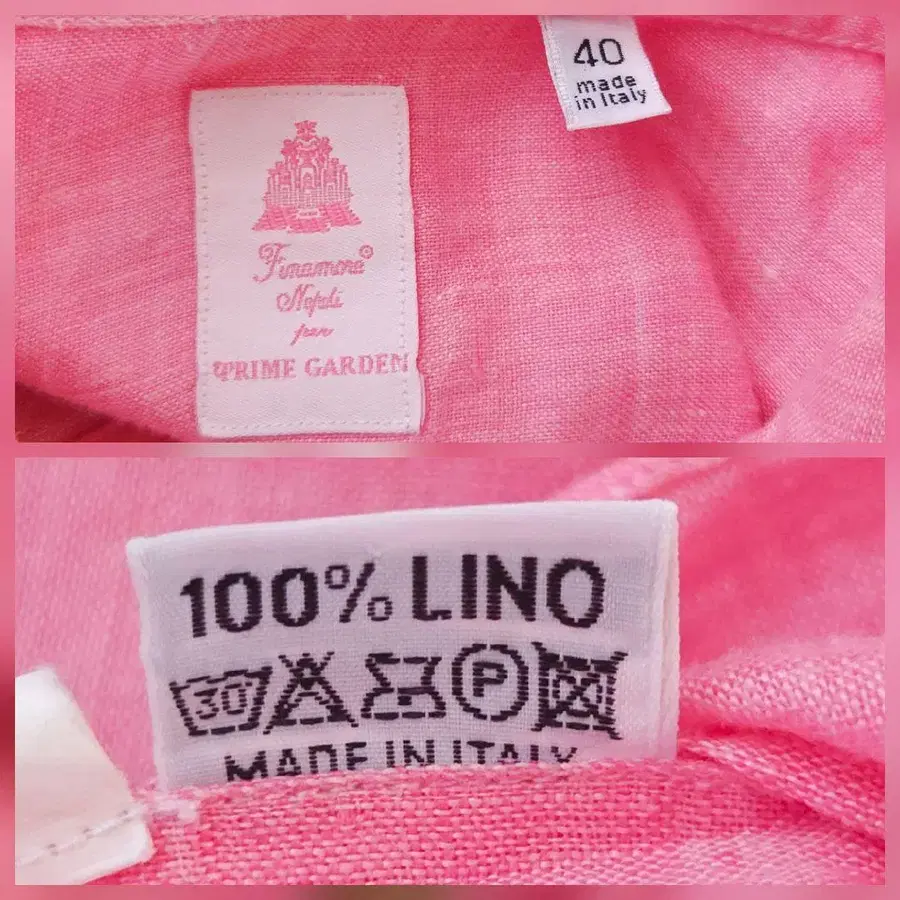 40
made
in Italy
Finamore®
Napoli
per
PRIME GARDEN
100% LINO
30
P
MADE IN ITALY